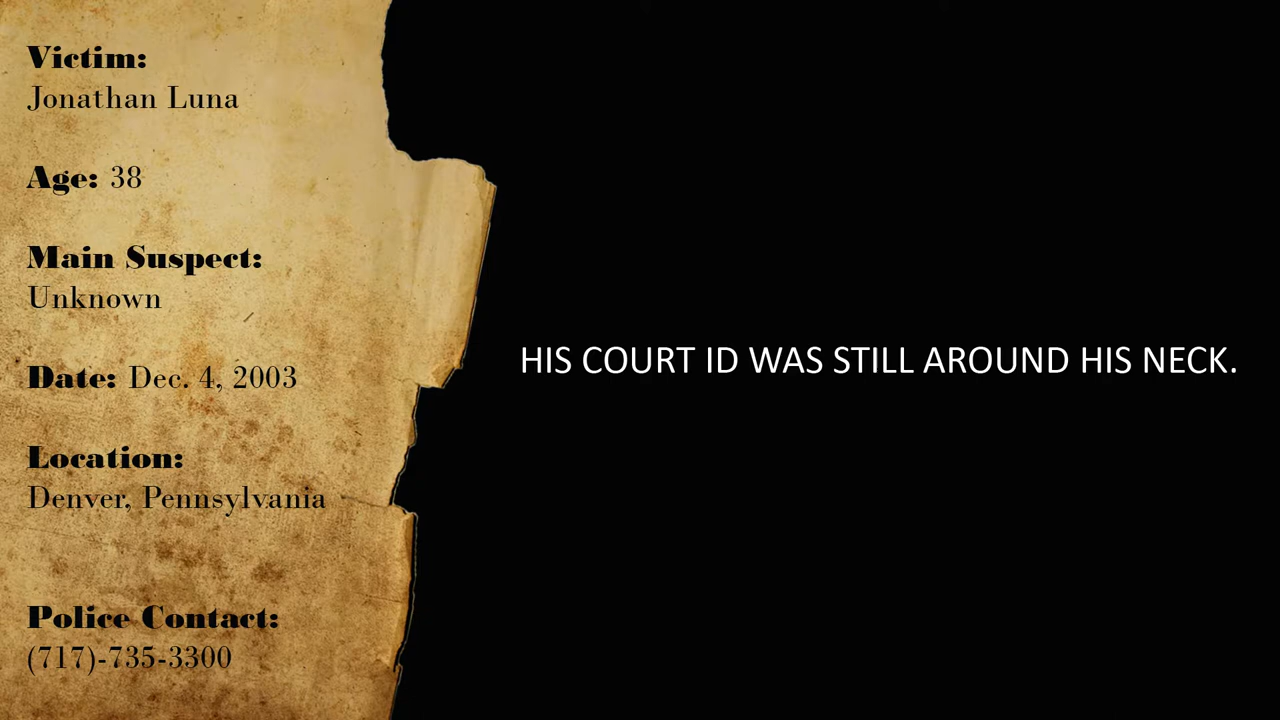 Victim:
Jonathan Luna
Age: 38
Main Suspect:
Unknown
Date: Dec. 4, 2003
Location:
Denver, Pennsylvania
Police Contact:
(717)-735-3300
HIS COURT ID WAS STILL AROUND HIS NECK.